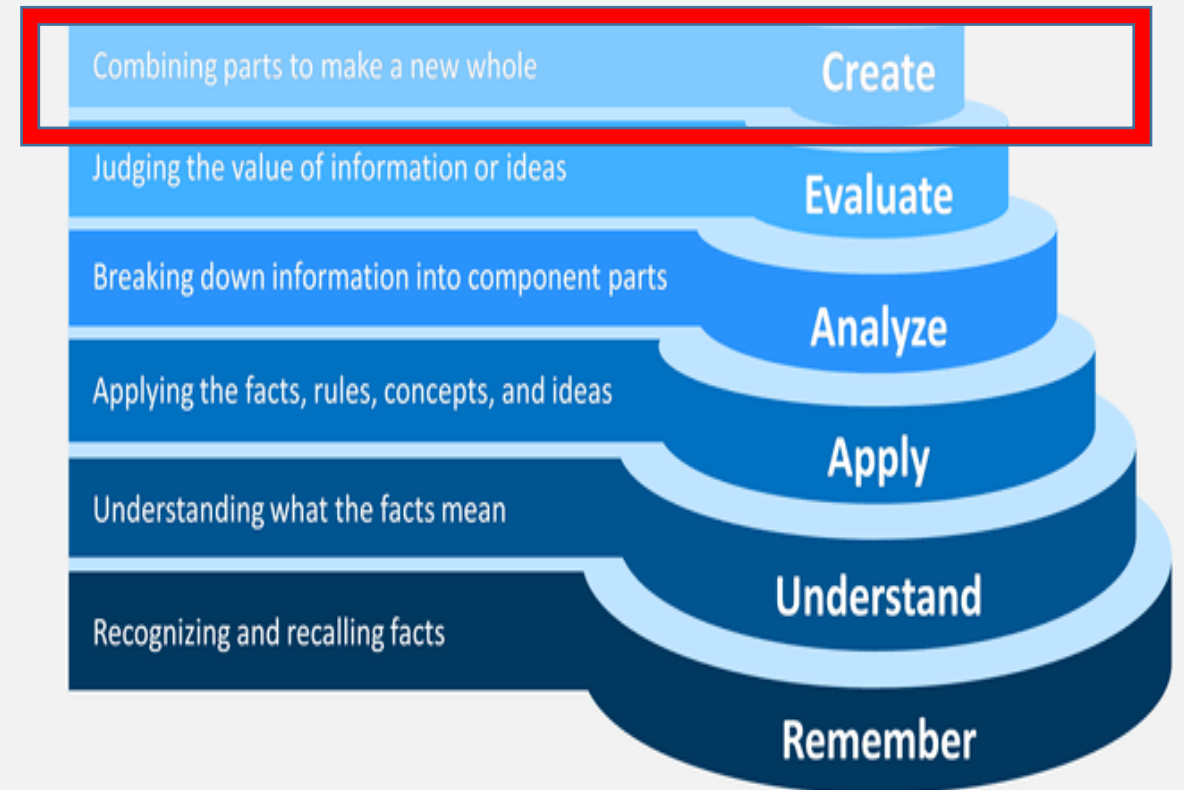 Combining parts to make a new whole
Create
Judging the value of information or ideas
Evaluate
Breaking down information into component parts
Analyze
Applying the facts, rules, concepts, and ideas
Apply
Understanding what the facts mean
Understand
Recognizing and recalling facts
Remember